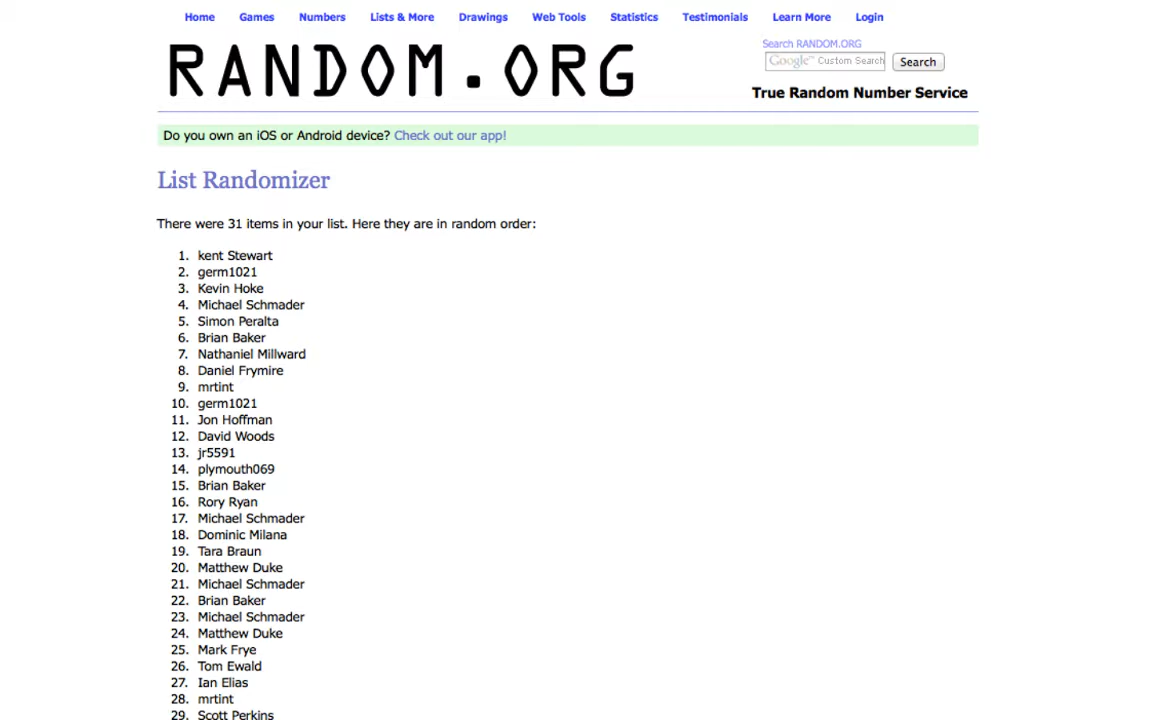 Home Games Numbers Lists & More Drawings Web Tools Statistics Testimonials Learn More Login
RANDOM.ORG
Search RANDOM.ORG
Google™ Custom Search Search
True Random Number Service
Do you own an iOS or Android device? Check out our app!
List Randomizer
There were 31 items in your list. Here they are in random order:
1. kent Stewart
2. germ1021
3. Kevin Hoke
4. Michael Schmader
5. Simon Peralta
6. Brian Baker
7. Nathaniel Millward
8. Daniel Frymire
9. mrtint
10. germ1021
11. Jon Hoffman
12. David Woods
13. jr5591
14. plymouth069
15. Brian Baker
16. Rory Ryan
17. Michael Schmader
18. Dominic Milana
19. Tara Braun
20. Matthew Duke
21. Michael Schmader
22. Brian Baker
23. Michael Schmader
24. Matthew Duke
25. Mark Frye
26. Tom Ewald
27. Ian Elias
28. mrtint
29. Scott Perkins